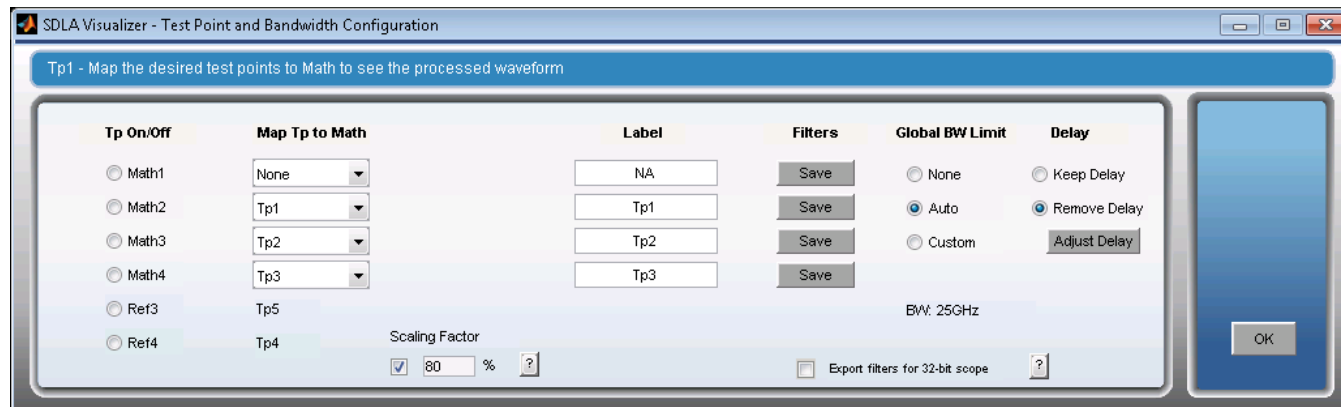 SDLA Visualizer - Test Point and Bandwidth Configuration
Tp1 - Map the desired test points to Math to see the processed waveform
Tp On/Off Map Tp to Math Label Filters Global BW Limit Delay
Math1 None NA Save None Keep Delay
Math2 Tp1 Tp1 Save Auto Remove Delay
Math3 Tp2 Tp2 Save Custom Adjust Delay
Math4 Tp3 Tp3 Save
Ref3 Tp5 BW: 25GHz
Ref4 Tp4 Scaling Factor OK
80 % ? Export filters for 32-bit scope ?